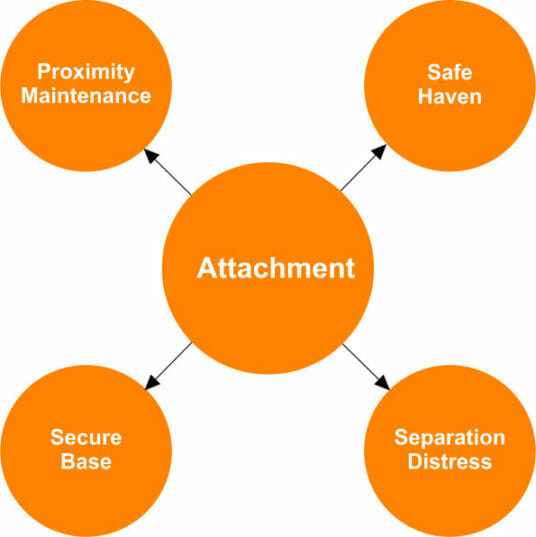 Proximity
Maintenance
Safe
Haven
Attachment
Secure
Base
Separation
Distress